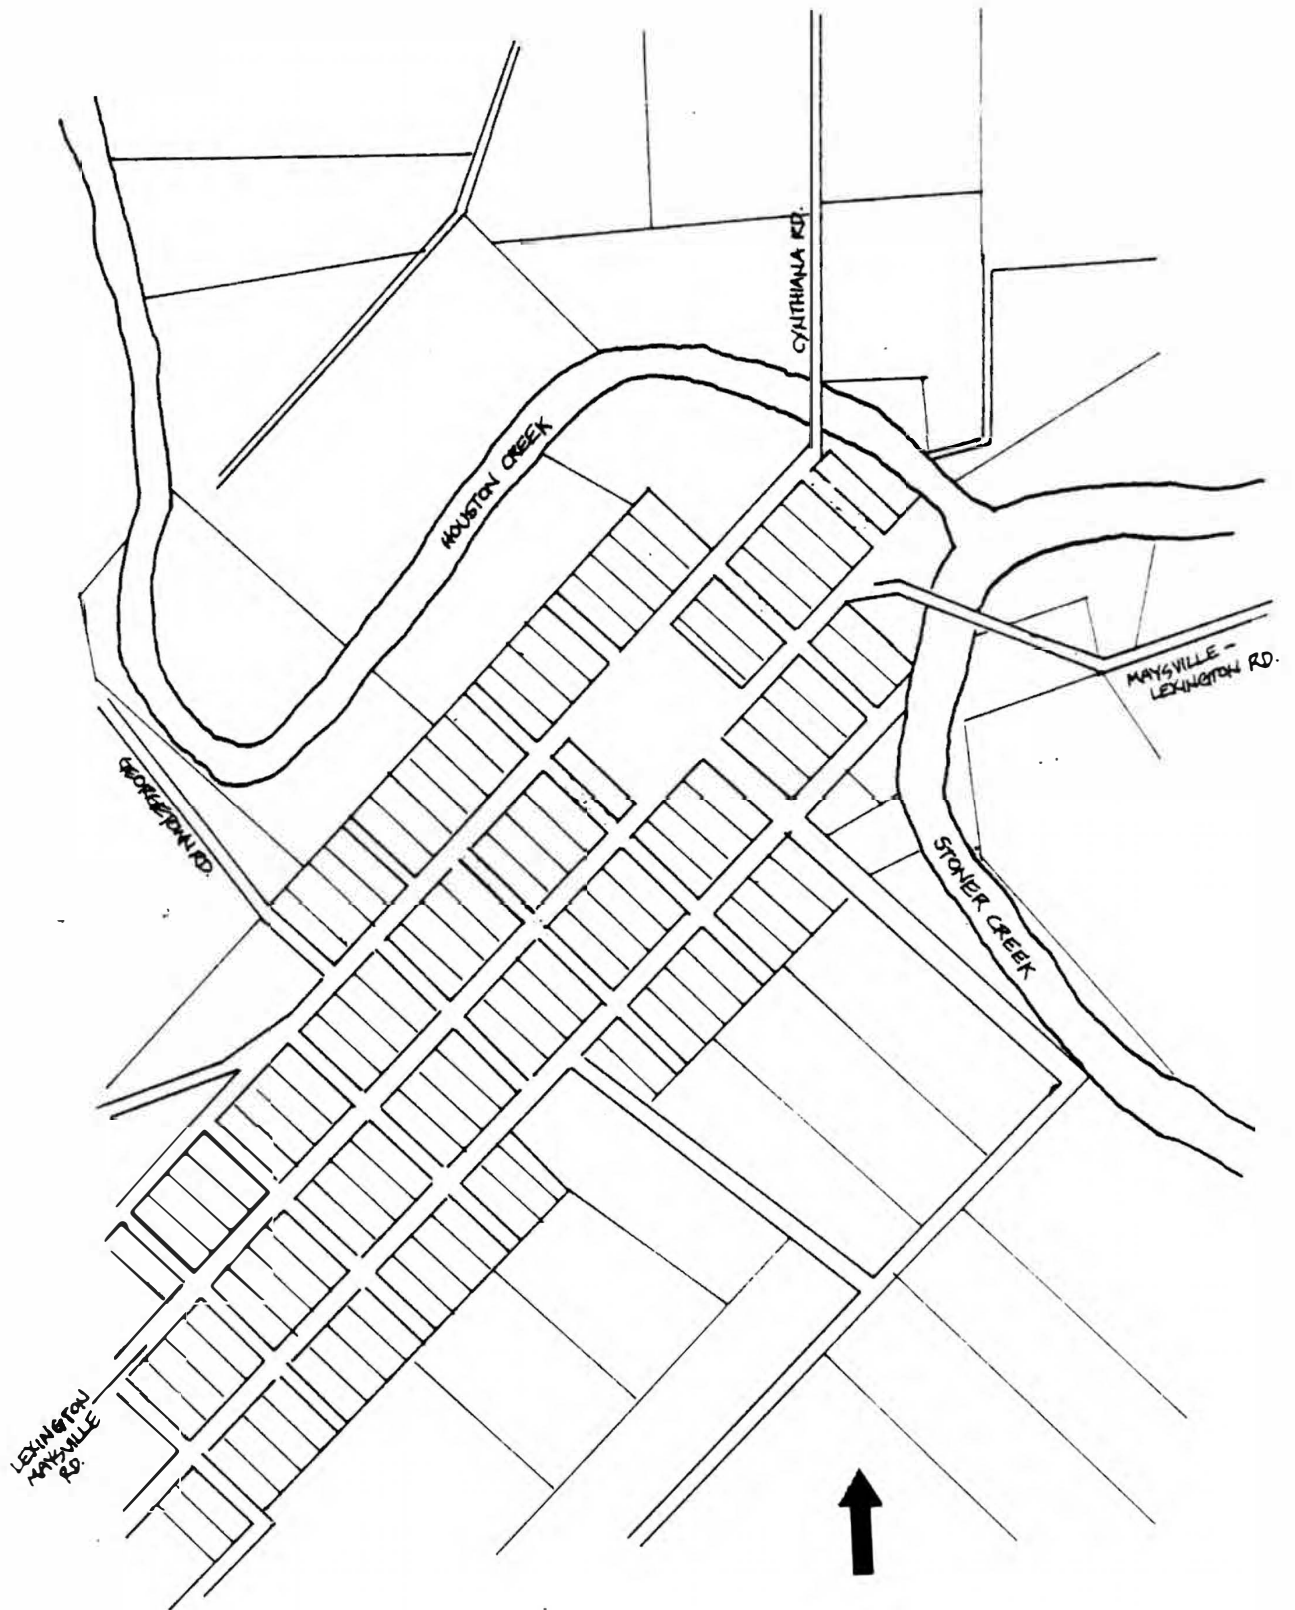 CYNTHIANA RD.
HOUSTON CREEK
MAYSVILLE –
LEXINGTON RD.
GEORGETOWN RD.
STONER CREEK
LEXINGTON
MAYSVILLE
RD.